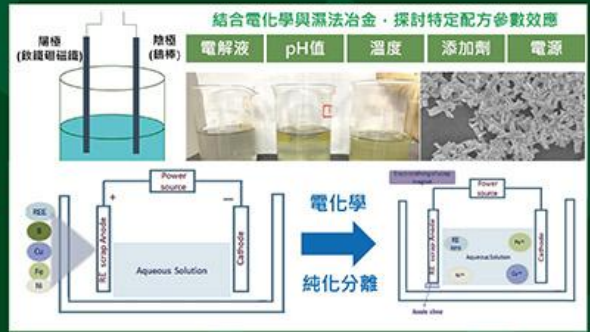 結合電化學與濕法冶金，探討特定配方參數效應
陽極
(釹鐵硼磁鐵)
陰極
(鎢棒)
電解液
pH值
溫度
添加劑
電源
Power
source
+
—
REE
B
Cu
Fe
Ni
RE scrap Anode
Aqueous Solution
Cathode
電化學
純化分離
Power
source
RE scrap Anode
RE
Aqueous Solution
Cathode
Anode slime